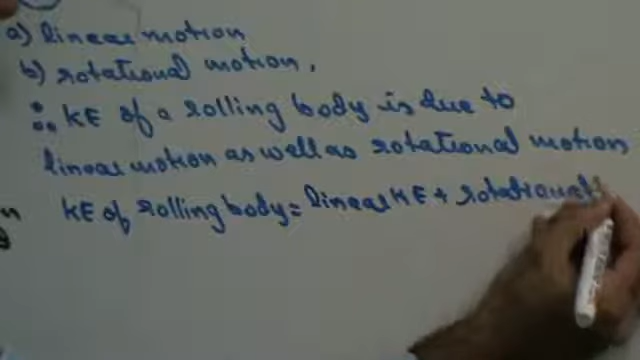 a) linear motion
b) rotational motion,
∴ KE of a rolling body is due to
linear motion as well as rotational motion
KE of rolling body = linear KE + rotational